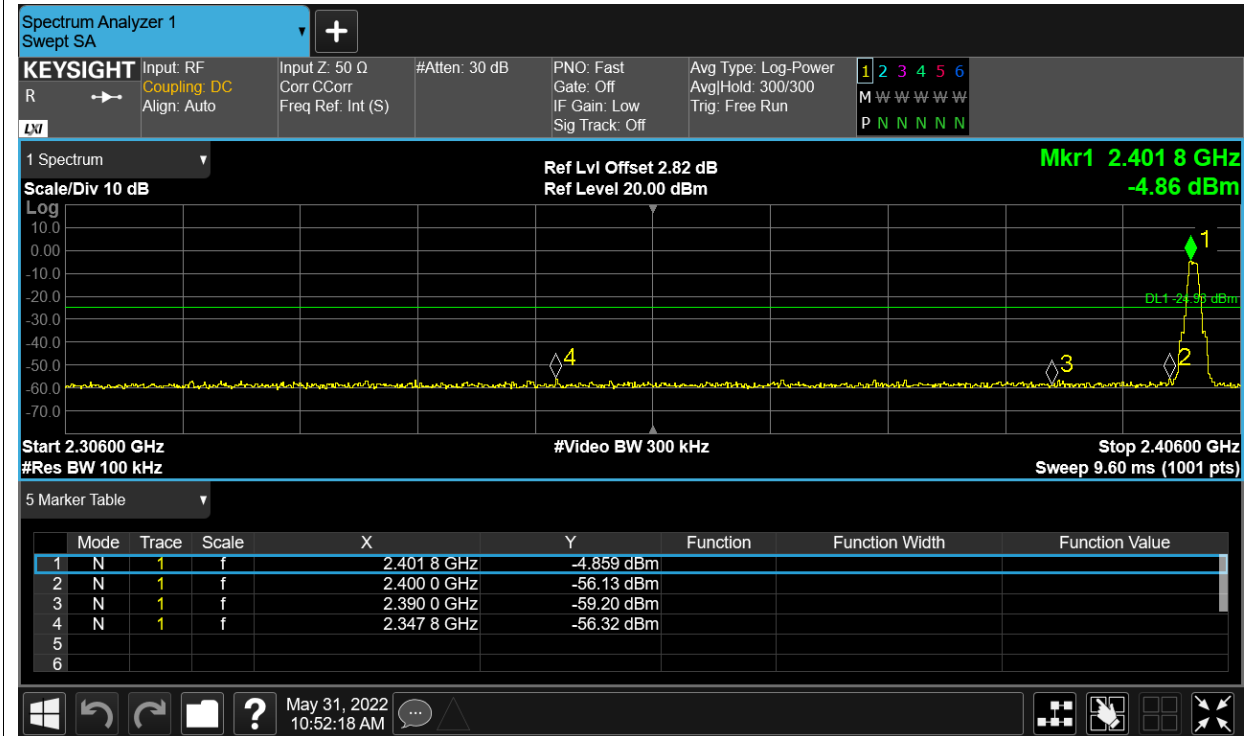 Spectrum Analyzer 1
Swept SA
+
KEYSIGHT Input: RF Input Z: 50 Ω #Atten: 30 dB PNO: Fast Avg Type: Log-Power 1 2 3 4 5 6
R Coupling: DC Corr CCorr Gate: Off Avg|Hold: 300/300 M W W W W W
Align: Auto Freq Ref: Int (S) IF Gain: Low Trig: Free Run
LXI Sig Track: Off P N N N N N
1 Spectrum Ref Lvl Offset 2.82 dB Mkr1 2.401 8 GHz
Scale/Div 10 dB Ref Level 20.00 dBm -4.86 dBm
Log
10.0
0.00 1
-10.0
-20.0 DL1 -24.93 dBm
-30.0
-40.0
-50.0 4 3 2
-60.0
-70.0
Start 2.30600 GHz #Video BW 300 kHz Stop 2.40600 GHz
#Res BW 100 kHz Sweep 9.60 ms (1001 pts)
5 Marker Table
Mode Trace Scale X Y Function Function Width Function Value
1 N 1 f 2.401 8 GHz -4.859 dBm
2 N 1 f 2.400 0 GHz -56.13 dBm
3 N 1 f 2.390 0 GHz -59.20 dBm
4 N 1 f 2.347 8 GHz -56.32 dBm
5
6
? May 31, 2022
10:52:18 AM